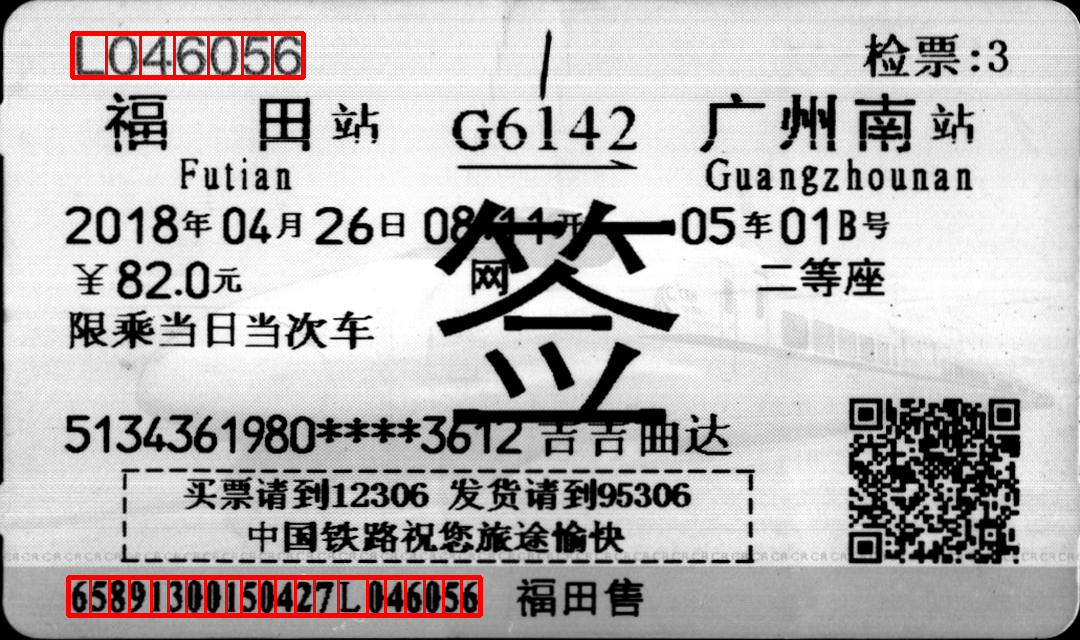 L046056 检票:3
福田站 G6142 广州南站
Futian Guangzhounan
2018年04月26日 08:11开 05车01B号
￥82.0元 网 二等座
签
限乘当日当次车
5134361980****3612 吉吉曲达
买票请到12306 发货请到95306
中国铁路祝您旅途愉快
65891300150427L046056 福田售